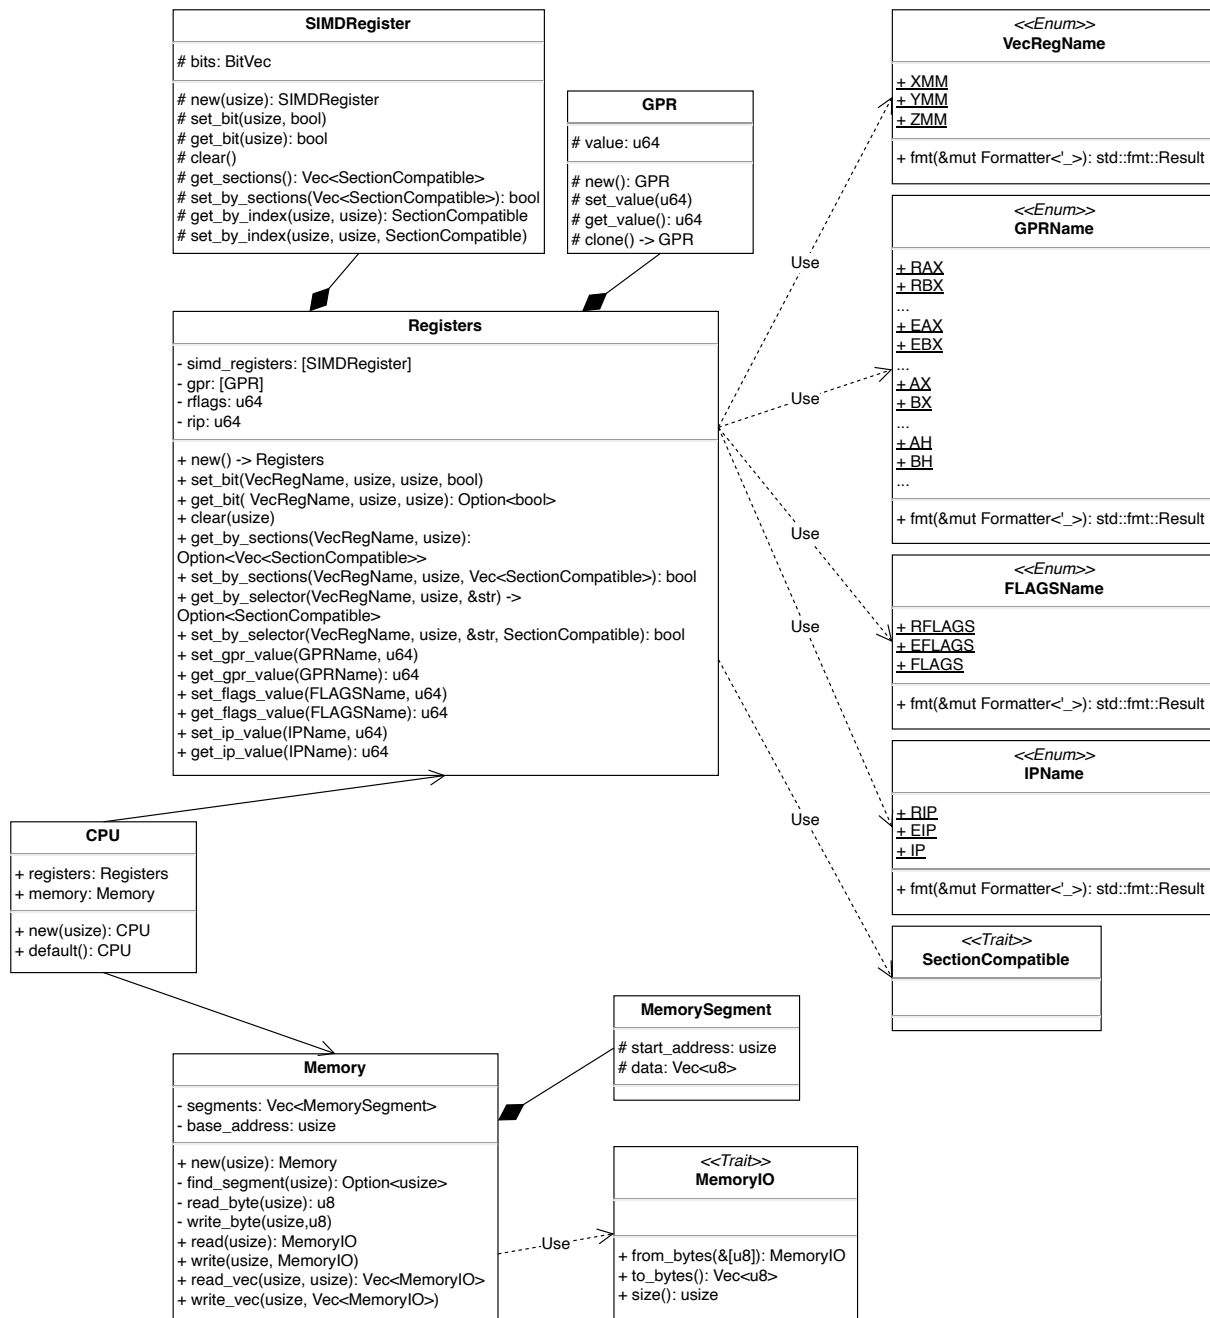 SIMDRegister
# bits: BitVec
# new(usize): SIMDRegister
# set_bit(usize, bool)
# get_bit(usize): bool
# clear()
# get_sections(): Vec<SectionCompatible>
# set_by_sections(Vec<SectionCompatible>): bool
# get_by_index(usize, usize): SectionCompatible
# set_by_index(usize, usize, SectionCompatible)
GPR
# value: u64
# new(): GPR
# set_value(u64)
# get_value(): u64
# clone() -> GPR
<<Enum>>
VecRegName
+ XMM
+ YMM
+ ZMM
+ fmt(&mut Formatter<'_>): std::fmt::Result
<<Enum>>
GPRName
+ RAX
+ RBX
...
+ EAX
+ EBX
...
+ AX
+ BX
...
+ AH
+ BH
...
+ fmt(&mut Formatter<'_>): std::fmt::Result
Use
Use
Use
Use
Use
Registers
- simd_registers: [SIMDRegister]
- gpr: [GPR]
- rflags: u64
- rip: u64
+ new() -> Registers
+ set_bit(VecRegName, usize, usize, bool)
+ get_bit( VecRegName, usize, usize): Option<bool>
+ clear(usize)
+ get_by_sections(VecRegName, usize):
Option<Vec<SectionCompatible>>
+ set_by_sections(VecRegName, usize, Vec<SectionCompatible>): bool
+ get_by_selector(VecRegName, usize, &str) ->
Option<SectionCompatible>
+ set_by_selector(VecRegName, usize, &str, SectionCompatible): bool
+ set_gpr_value(GPRName, u64)
+ get_gpr_value(GPRName): u64
+ set_flags_value(FLAGSName, u64)
+ get_flags_value(FLAGSName): u64
+ set_ip_value(IPName, u64)
+ get_ip_value(IPName): u64
<<Enum>>
FLAGSName
+ RFLAGS
+ EFLAGS
+ FLAGS
+ fmt(&mut Formatter<'_>): std::fmt::Result
<<Enum>>
IPName
+ RIP
+ EIP
+ IP
+ fmt(&mut Formatter<'_>): std::fmt::Result
<<Trait>>
SectionCompatible
CPU
+ registers: Registers
+ memory: Memory
+ new(usize): CPU
+ default(): CPU
MemorySegment
# start_address: usize
# data: Vec<u8>
Memory
- segments: Vec<MemorySegment>
- base_address: usize
+ new(usize): Memory
- find_segment(usize): Option<usize>
- read_byte(usize): u8
- write_byte(usize,u8)
+ read(usize): MemoryIO
+ write(usize, MemoryIO)
+ read_vec(usize, usize): Vec<MemoryIO>
+ write_vec(usize, Vec<MemoryIO>)
Use
<<Trait>>
MemoryIO
+ from_bytes(&[u8]): MemoryIO
+ to_bytes(): Vec<u8>
+ size(): usize